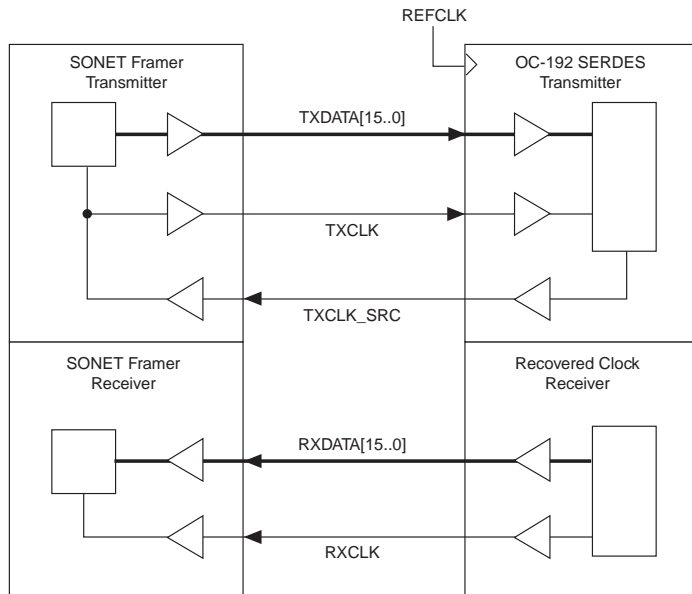 REFCLK
SONET Framer
Transmitter
OC-192 SERDES
Transmitter
TXDATA[15..0]
TXCLK
TXCLK_SRC
SONET Framer
Receiver
Recovered Clock
Receiver
RXDATA[15..0]
RXCLK